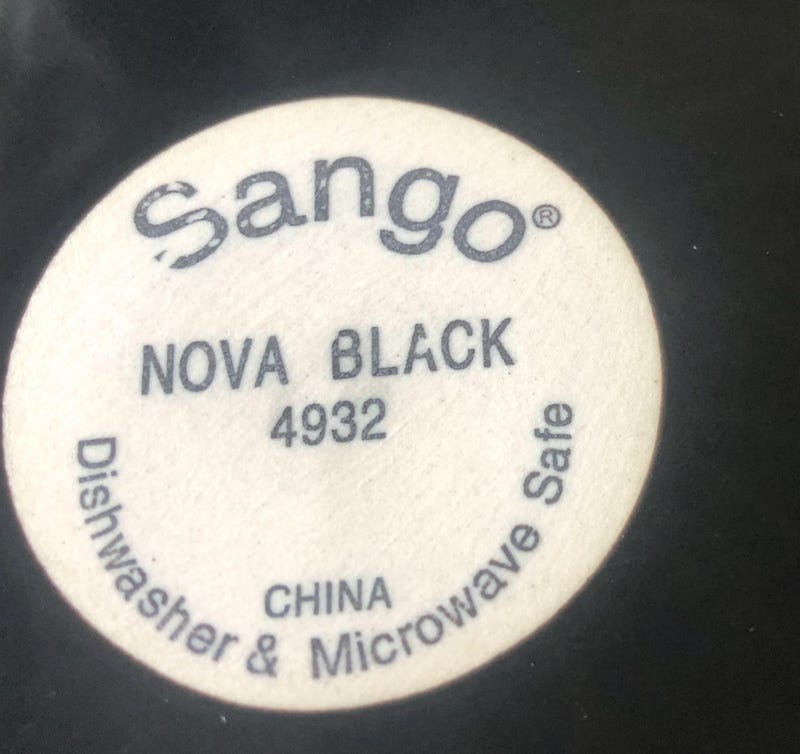 Sango®
NOVA BLACK
4932
CHINA
Dishwasher & Microwave Safe